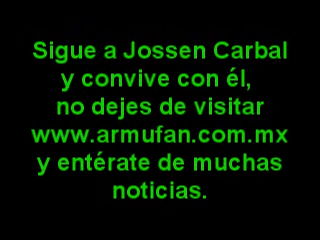 Sigue a Jossen Carbal
y convive con él,
no dejes de visitar
www.armufan.com.mx
y entérate de muchas
noticias.